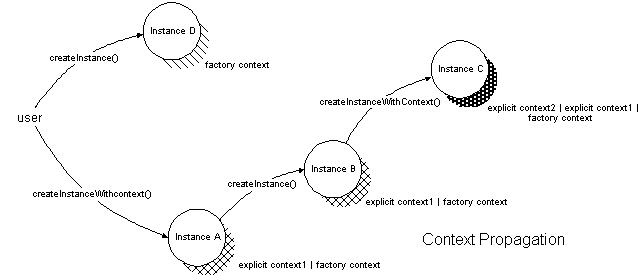 Instance D
createInstance()
factory context
Instance C
user
createInstanceWithContext()
explicit context2 | explicit context1 |
factory context
Instance B
createInstance()
createInstanceWithcontext()
explicit context1 | factory context
Instance A
Context Propagation
explicit context1 | factory context